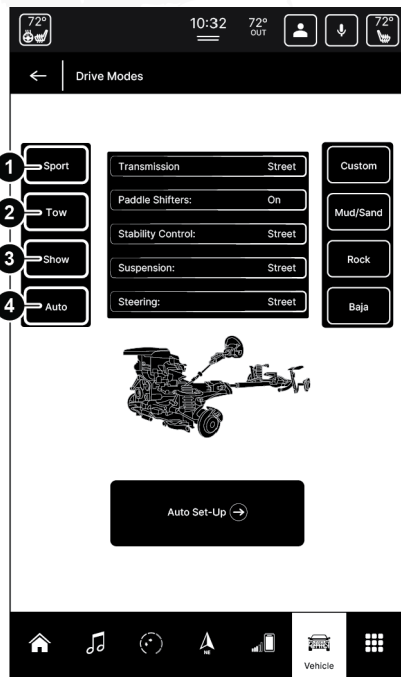 72° 10:32 72° 72°
OUT
Drive Modes
1 Sport
2 Tow
3 Show
4 Auto
Transmission Street
Paddle Shifters: On
Stability Control: Street
Suspension: Street
Steering: Street
Custom
Mud/Sand
Rock
Baja
Auto Set-Up
NE
Vehicle